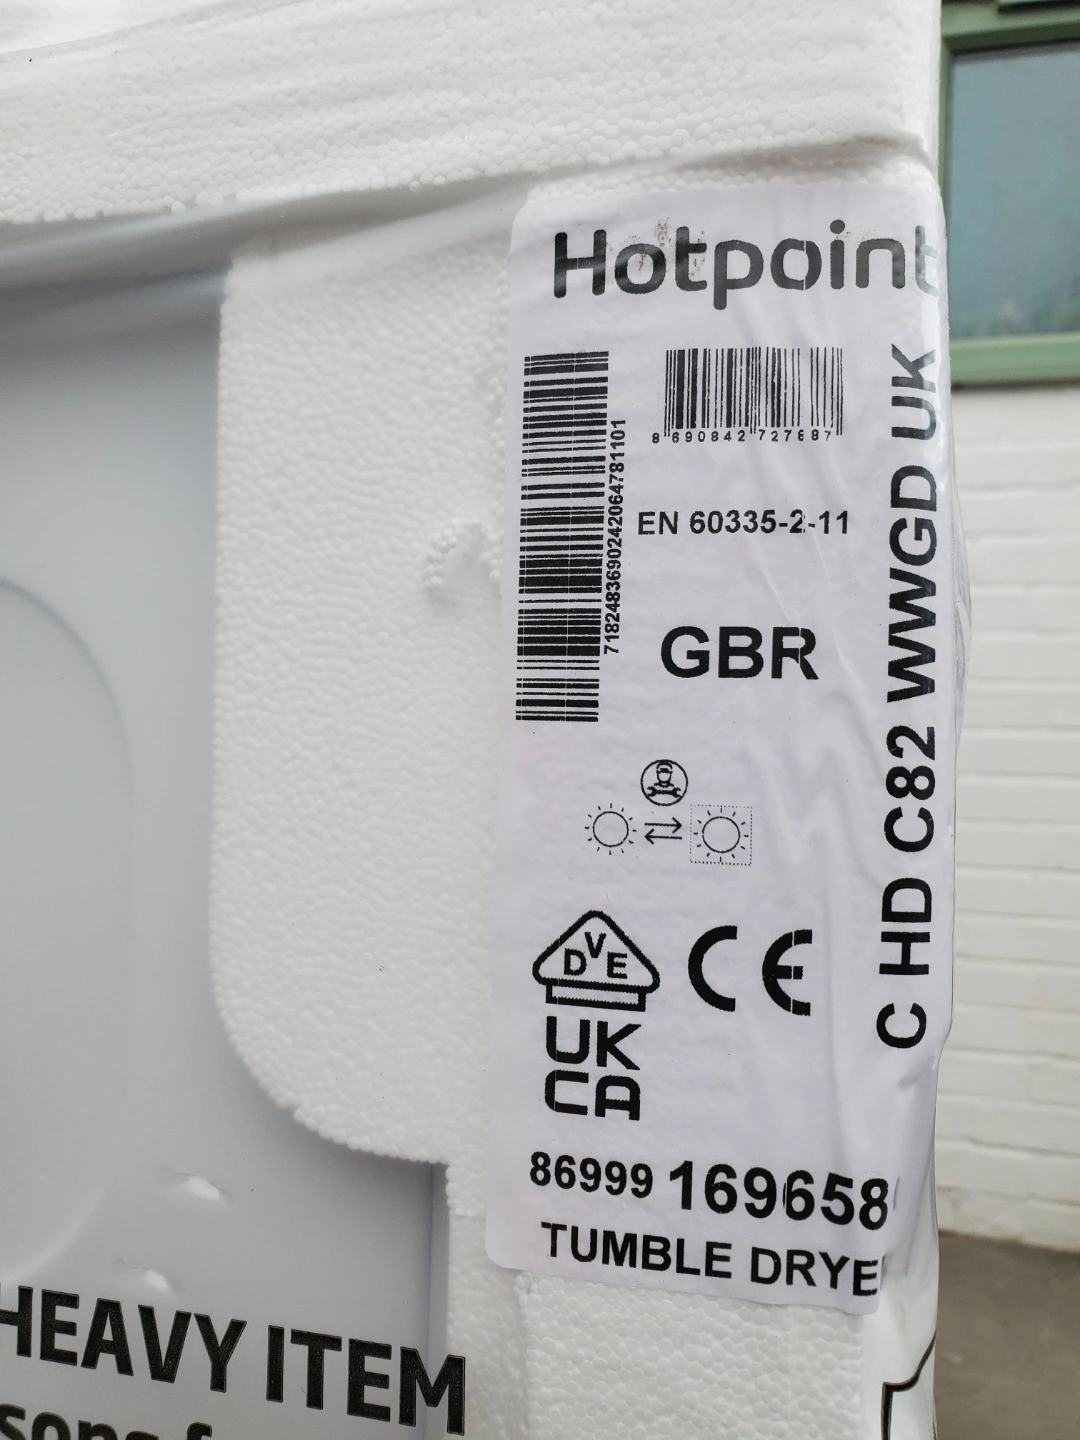 Hotpoint
8 690842 727887
7182483690242064781101
EN 60335-2-11
GBR
C HD C82 WWGD UK
DVE
CE
UK
CA
86999 169658
TUMBLE DRYE
HEAVY ITEM